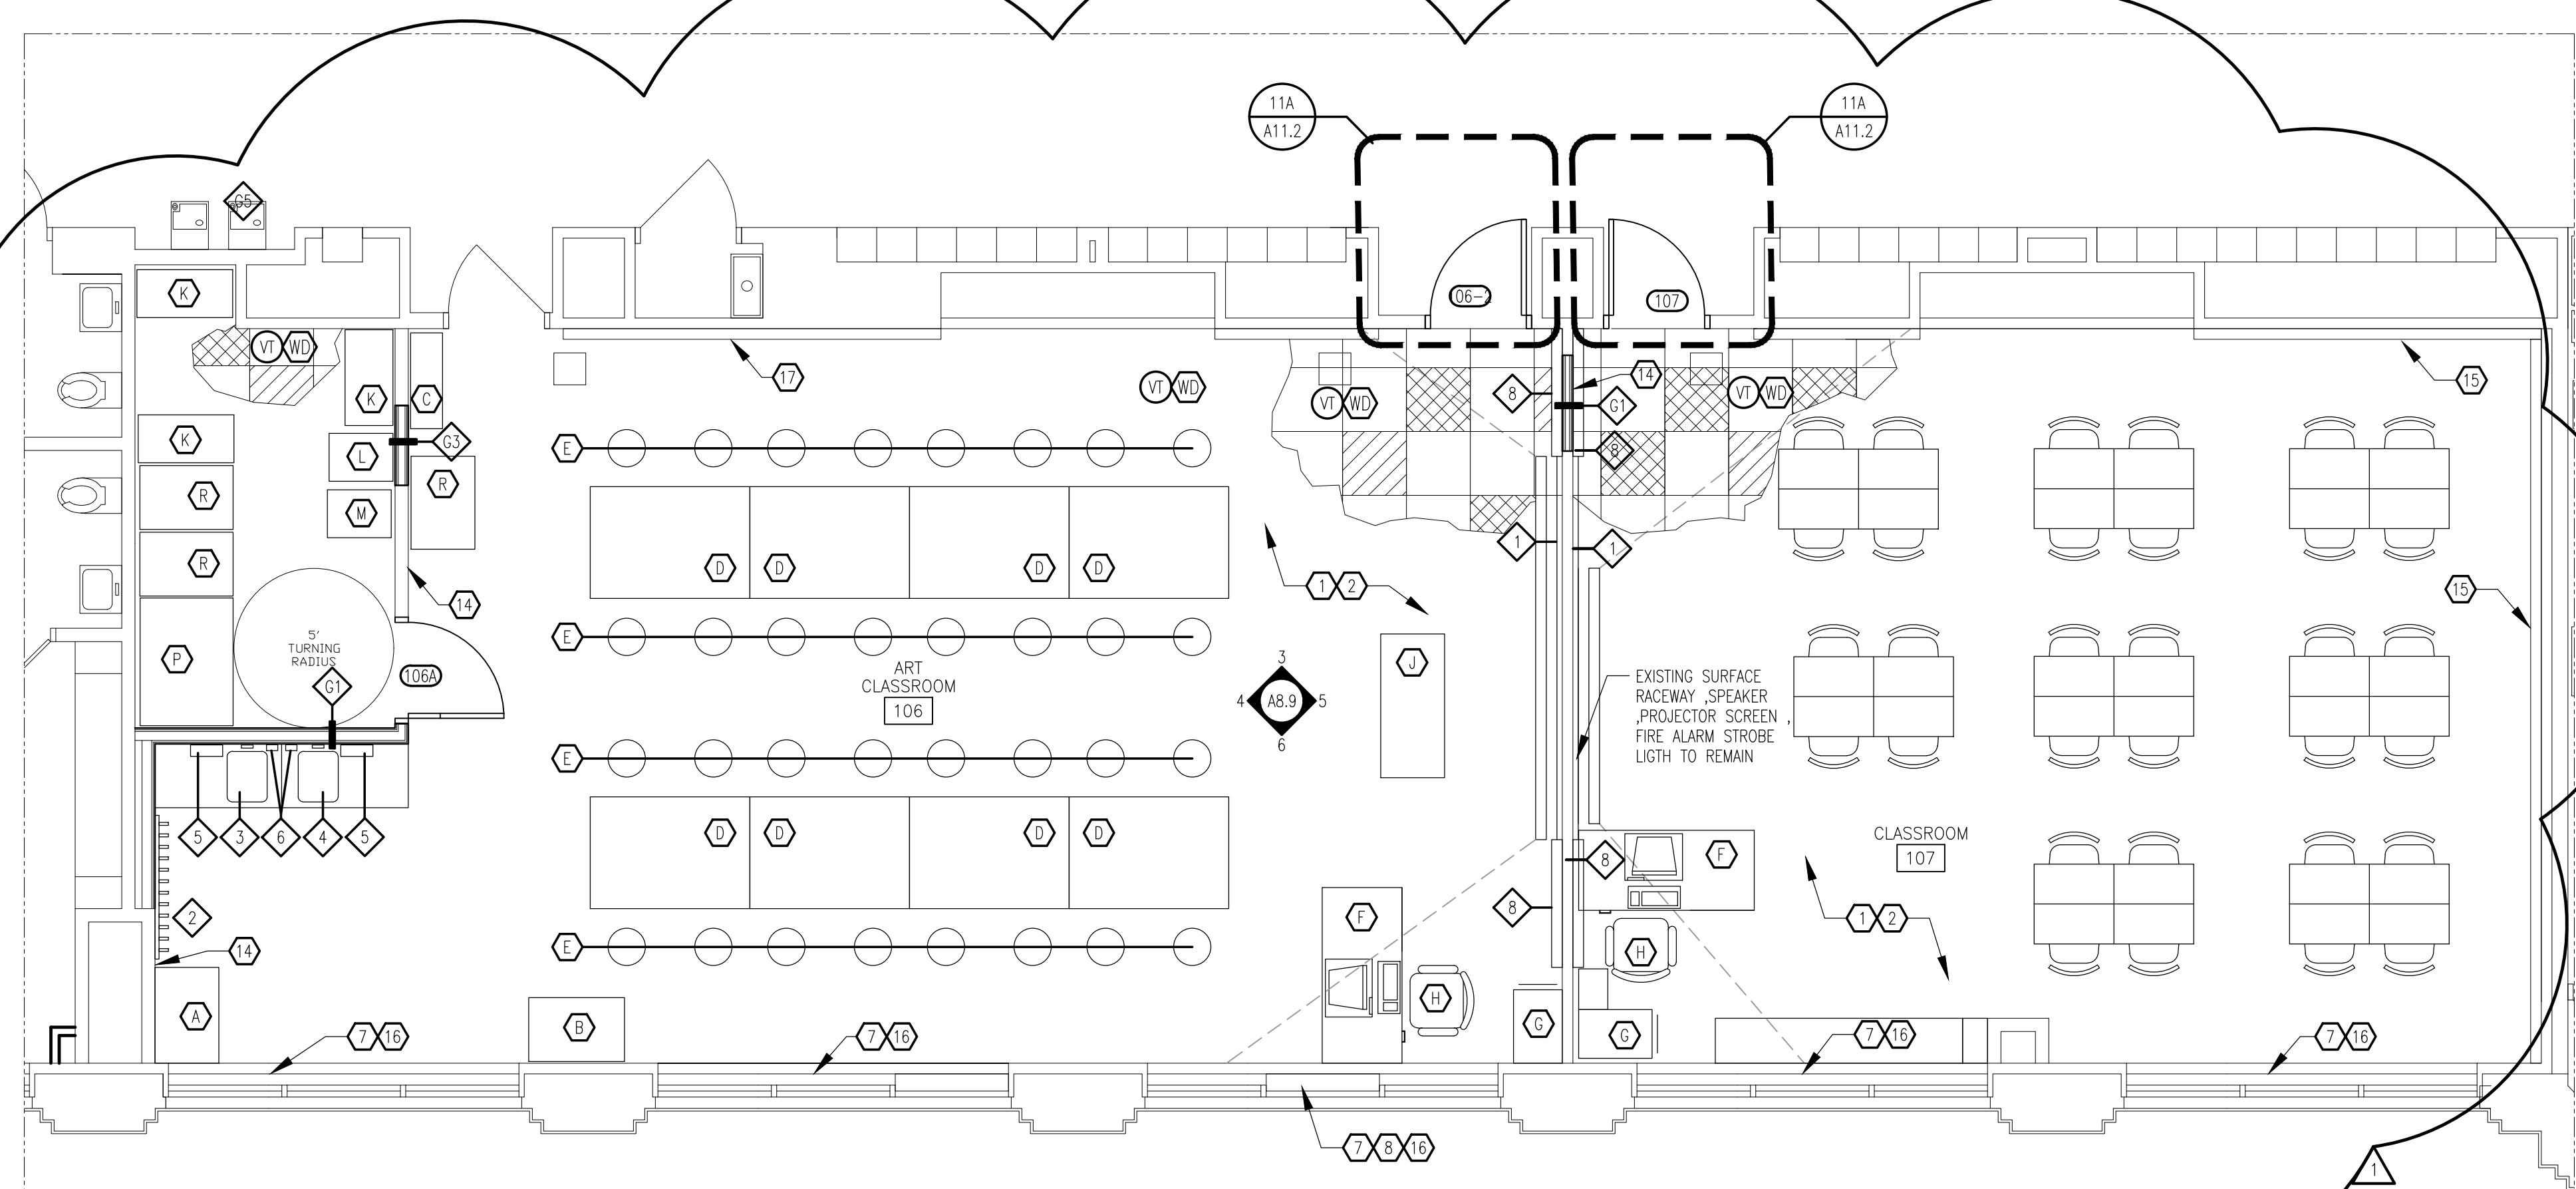 11A
A11.2
11A
A11.2
G5
K
06-2
107
VT WD
K
C
17
8
14
VT WD
VT WD
G1
VT WD
15
K
G3
L
E
8
R
R
M
D
D
D
D
1
1
R
14
1 2
15
5'
TURNING
RADIUS
E
P
106A
G1
ART
CLASSROOM
106
J
3
4
A8.9
5
6
EXISTING SURFACE
RACEWAY ,SPEAKER
,PROJECTOR SCREEN ,
FIRE ALARM STROBE
LIGTH TO REMAIN
E
5
3
6
4
5
D
D
D
D
CLASSROOM
107
8
F
2
F
8
1 2
14
E
H
A
B
H
G
G
7 16
7 16
7 16
7 16
7 8 16
1